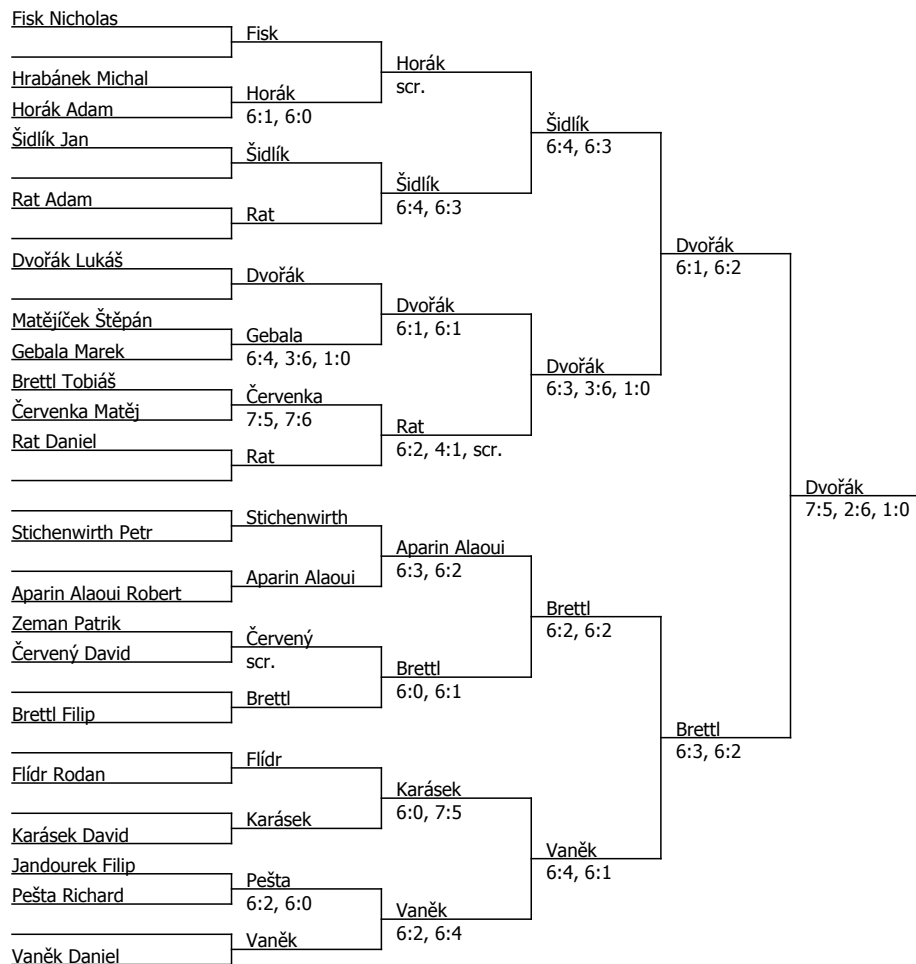 Fisk Nicholas
Fisk
Horák
scr.
Hrabánek Michal
Horák
6:1, 6:0
Horák Adam
Šidlík
6:4, 6:3
Šidlík Jan
Šidlík
Šidlík
6:4, 6:3
Rat Adam
Rat
Dvořák
6:1, 6:2
Dvořák Lukáš
Dvořák
Dvořák
6:1, 6:1
Matějíček Štěpán
Gebala
6:4, 3:6, 1:0
Gebala Marek
Dvořák
6:3, 3:6, 1:0
Brettl Tobiáš
Červenka
7:5, 7:6
Červenka Matěj
Rat
6:2, 4:1, scr.
Rat Daniel
Rat
Dvořák
7:5, 2:6, 1:0
Stichenwirth
Stichenwirth Petr
Aparin Alaoui
6:3, 6:2
Aparin Alaoui
Aparin Alaoui Robert
Brettl
6:2, 6:2
Zeman Patrik
Červený
scr.
Červený David
Brettl
6:0, 6:1
Brettl
Brettl Filip
Brettl
6:3, 6:2
Flídr
Flídr Rodan
Karásek
6:0, 7:5
Karásek
Karásek David
Vaněk
6:4, 6:1
Jandourek Filip
Pešta
6:2, 6:0
Pešta Richard
Vaněk
6:2, 6:4
Vaněk
Vaněk Daniel